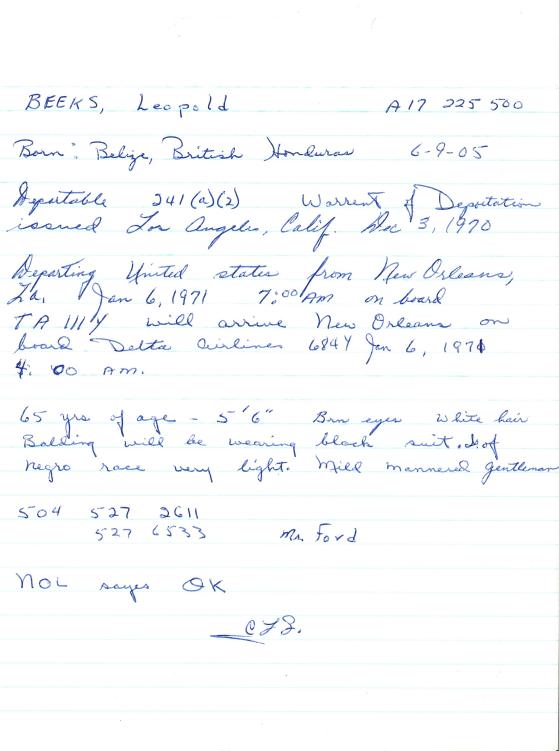 BEEKS, Leopold A17 225 500
Born: Belize, British Honduras 6-9-05
Deportable 241(a)(2) Warrent of Deportation
issued Los Angeles, Calif. Dec 3, 1970
Departing United states from New Orleans,
La. Jan 6, 1971 7:00 AM on board
TA 111Y will arrive New Orleans on
board Delta Airlines 684Y Jan 6, 1971
4:00 AM.
65 yrs of age - 5'6" Brn eyes white hair
Balding will be wearing black suit. Is of
negro race very light. Mild mannered gentleman
504 527 2611
527 6533 Mr. Ford
NOL sayes OK